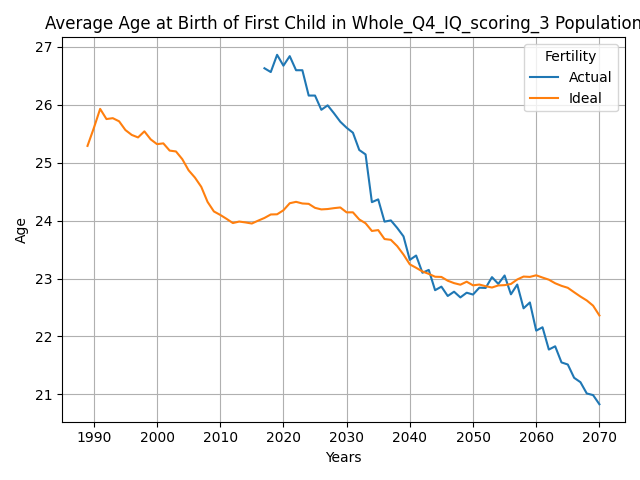 Average Age at Birth of First Child in Whole_Q4_IQ_scoring_3 Population
Fertility
Actual
Ideal
Age
27
26
25
24
23
22
21
1990 2000 2010 2020 2030 2040 2050 2060 2070
Years